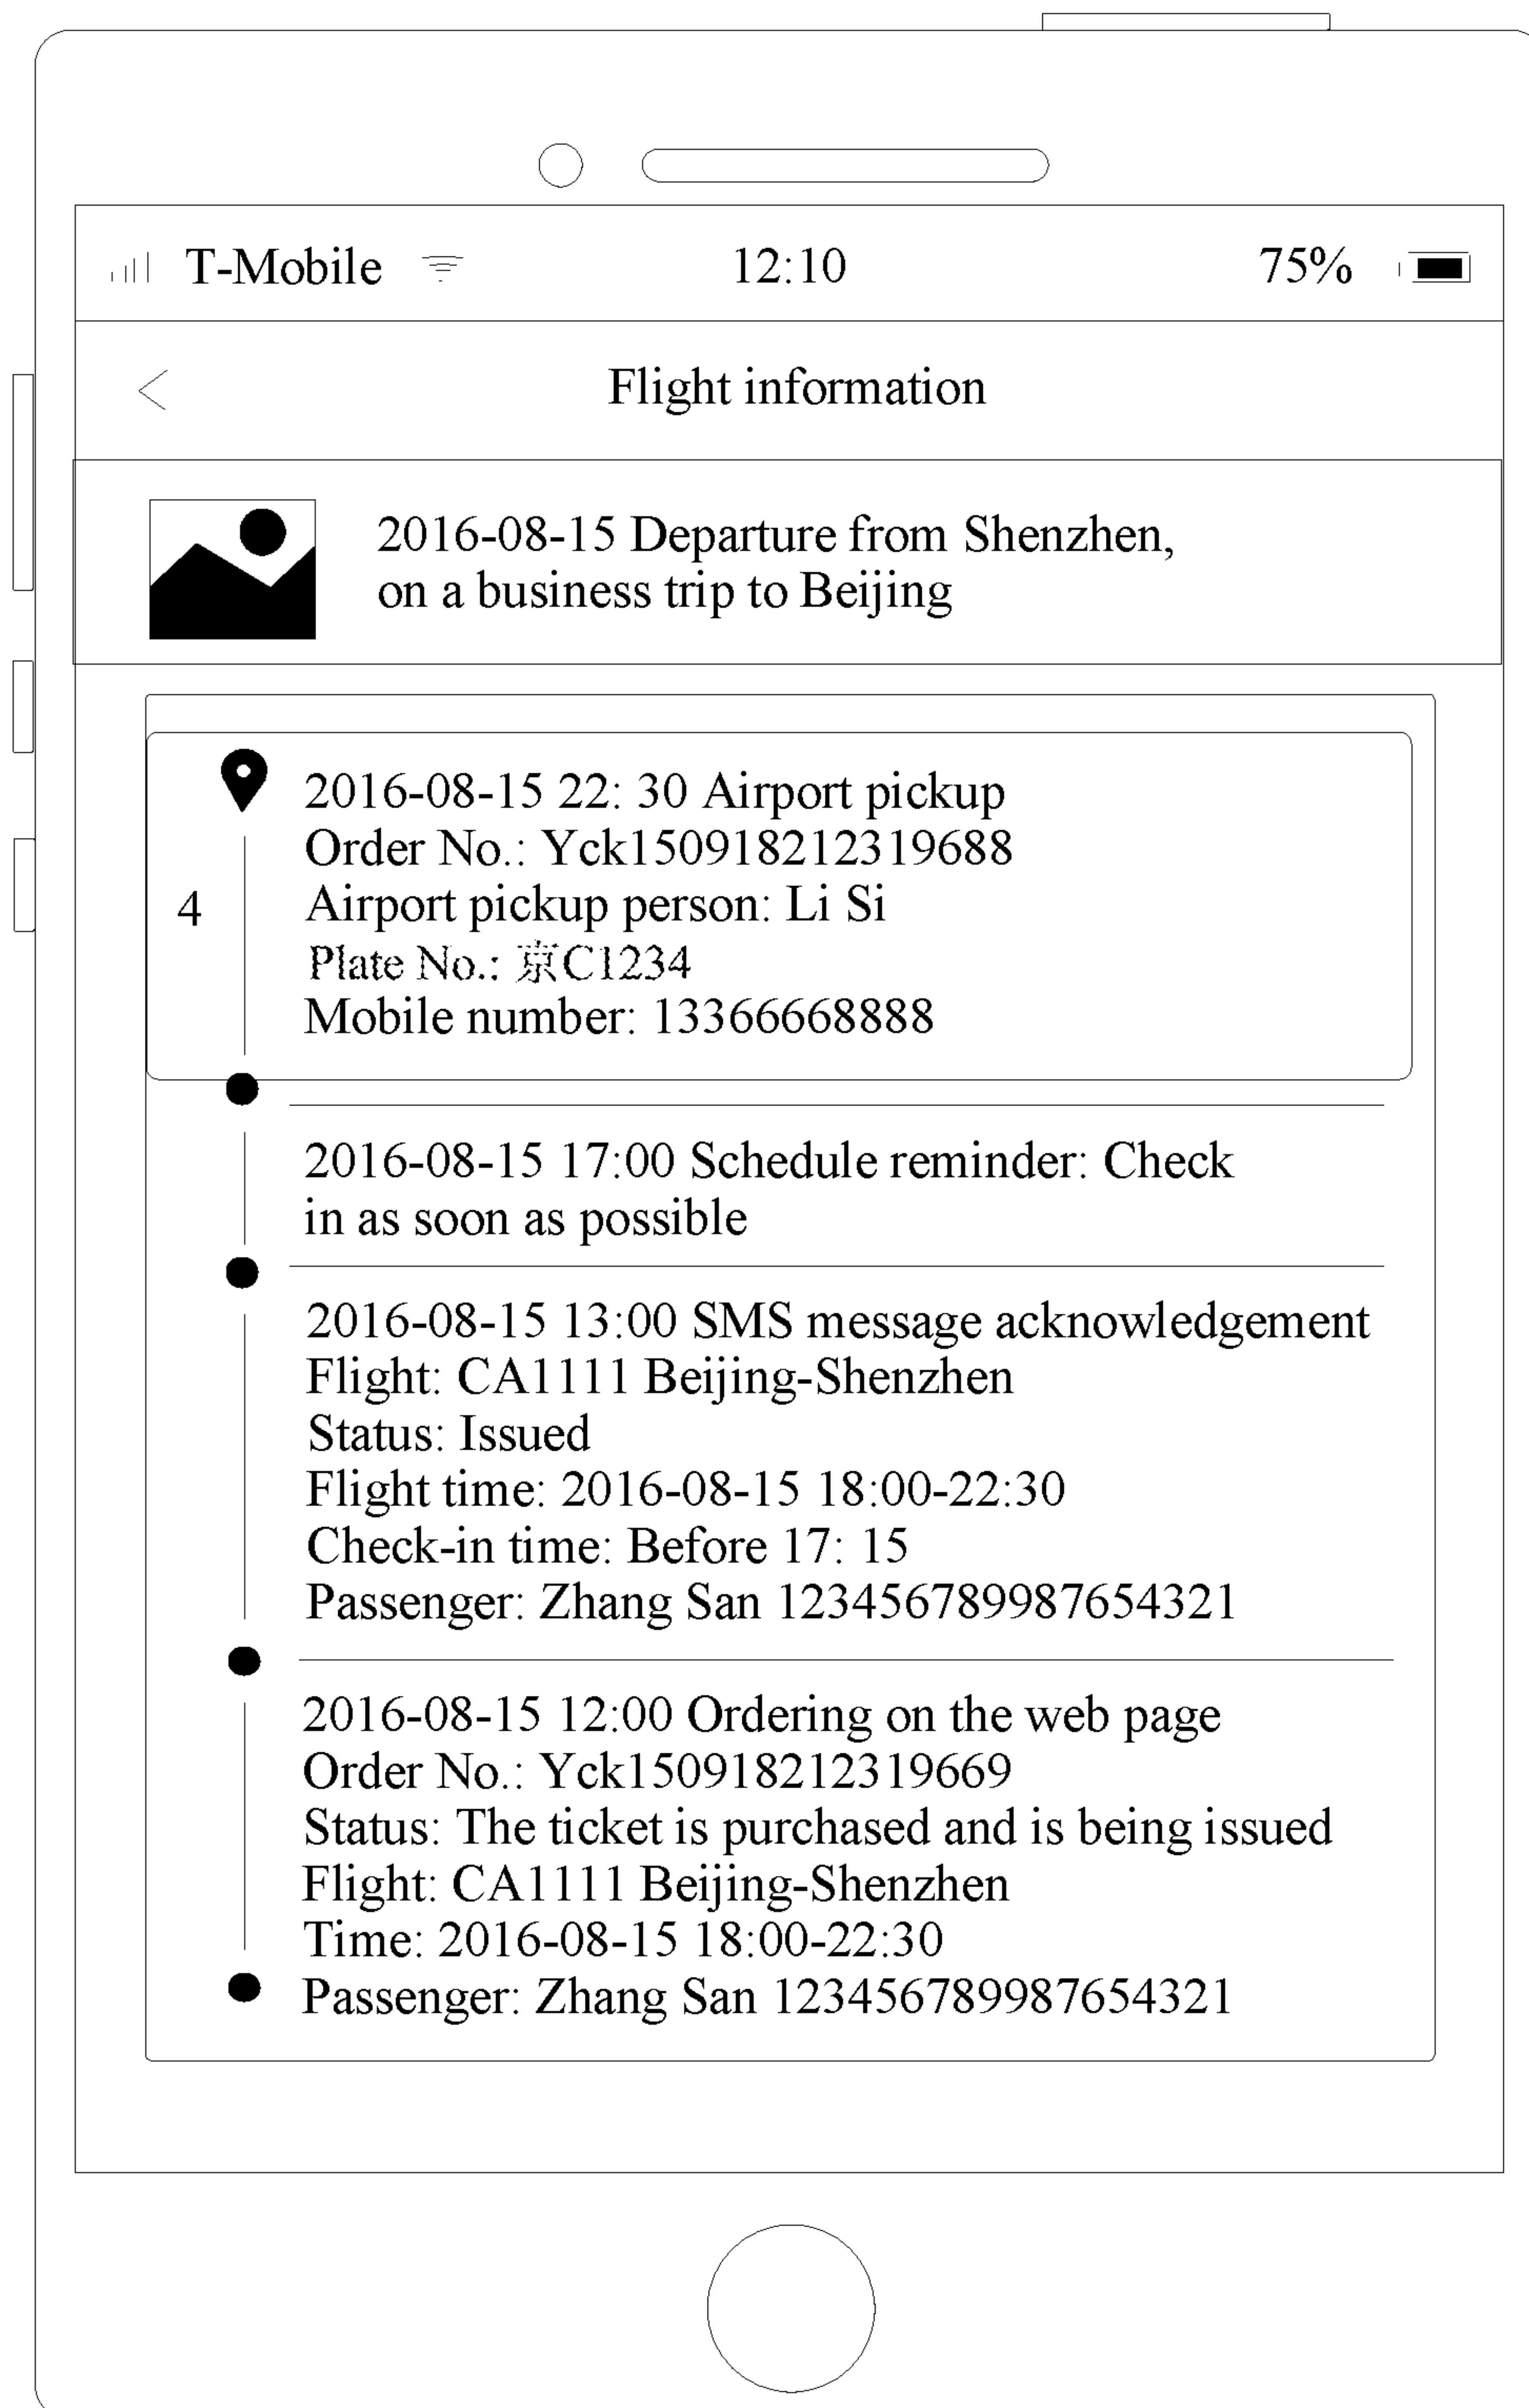 T-Mobile 12:10 75%
< Flight information
2016-08-15 Departure from Shenzhen,
on a business trip to Beijing
2016-08-15 22: 30 Airport pickup
Order No.: Yck150918212319688
4
Airport pickup person: Li Si
Plate No.: 京C1234
Mobile number: 13366668888
2016-08-15 17:00 Schedule reminder: Check
in as soon as possible
2016-08-15 13:00 SMS message acknowledgement
Flight: CA1111 Beijing-Shenzhen
Status: Issued
Flight time: 2016-08-15 18:00-22:30
Check-in time: Before 17: 15
Passenger: Zhang San 123456789987654321
2016-08-15 12:00 Ordering on the web page
Order No.: Yck150918212319669
Status: The ticket is purchased and is being issued
Flight: CA1111 Beijing-Shenzhen
Time: 2016-08-15 18:00-22:30
Passenger: Zhang San 123456789987654321